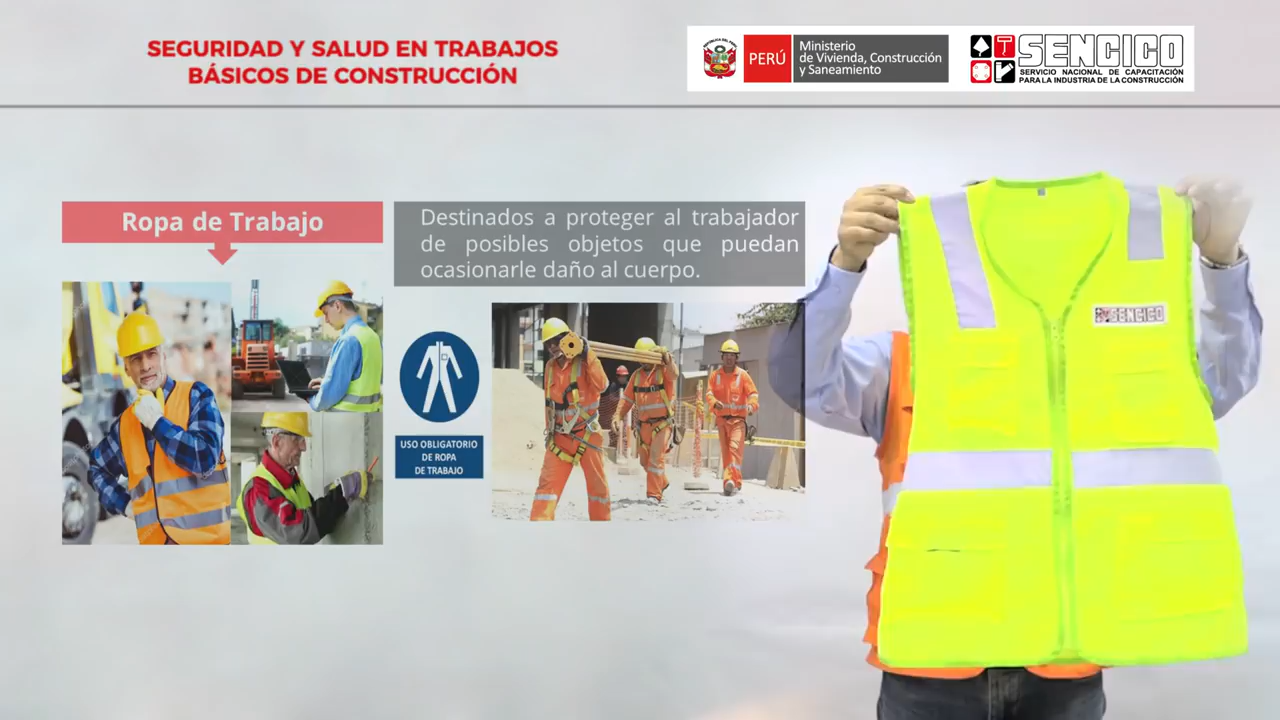 SEGURIDAD Y SALUD EN TRABAJOS
BÁSICOS DE CONSTRUCCIÓN
PERÚ
Ministerio
de Vivienda, Construcción
y Saneamiento
SENCICO
SERVICIO NACIONAL DE CAPACITACIÓN
PARA LA INDUSTRIA DE LA CONSTRUCCIÓN
Ropa de Trabajo
Destinados a proteger al trabajador
de posibles objetos que puedan
ocasionarle daño al cuerpo.
USO OBLIGATORIO
DE ROPA
DE TRABAJO
SENCICO